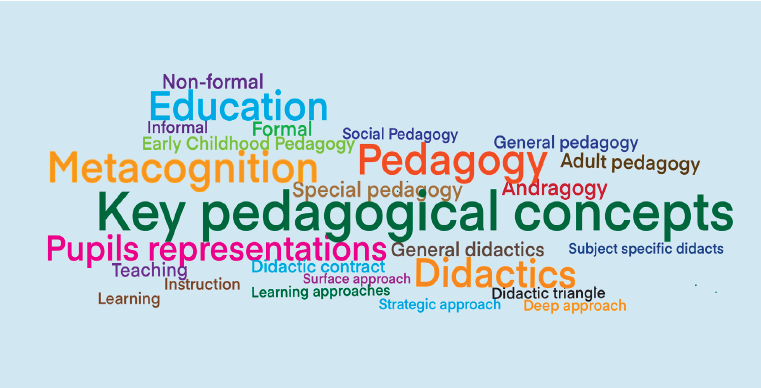 Non-formal
Education
Informal
Formal
Social Pedagogy
Early Childhood Pedagogy
General pedagogy
Metacognition
Pedagogy
Adult pedagogy
Special pedagogy
Andragogy
Key pedagogical concepts
Pupils representations
General didactics
Subject specific didacts
Teaching
Didactic contract
Didactics
Instruction
Surface approach
Learning
Learning approaches
Didactic triangle
Strategic approach
Deep approach